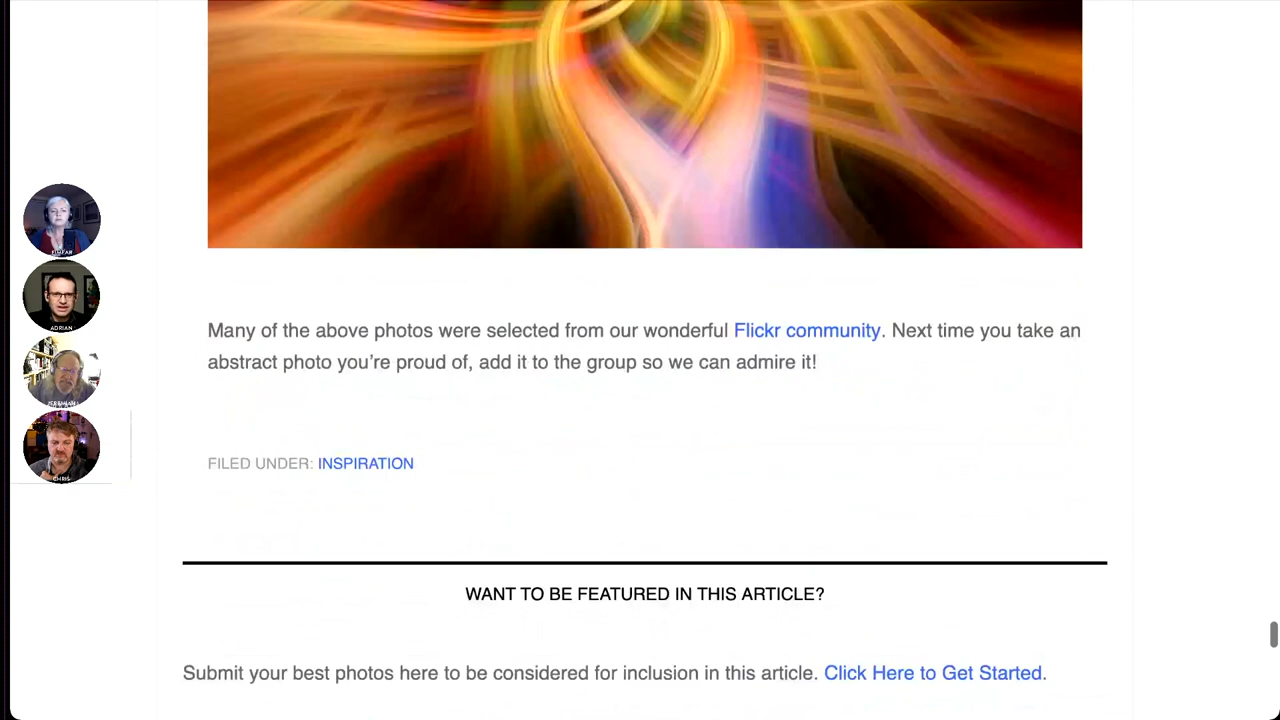 EIMEAR
ADRIAN
JEREMIAH
CHRIS
Many of the above photos were selected from our wonderful Flickr community. Next time you take an
abstract photo you’re proud of, add it to the group so we can admire it!
FILED UNDER: INSPIRATION
WANT TO BE FEATURED IN THIS ARTICLE?
Submit your best photos here to be considered for inclusion in this article. Click Here to Get Started.